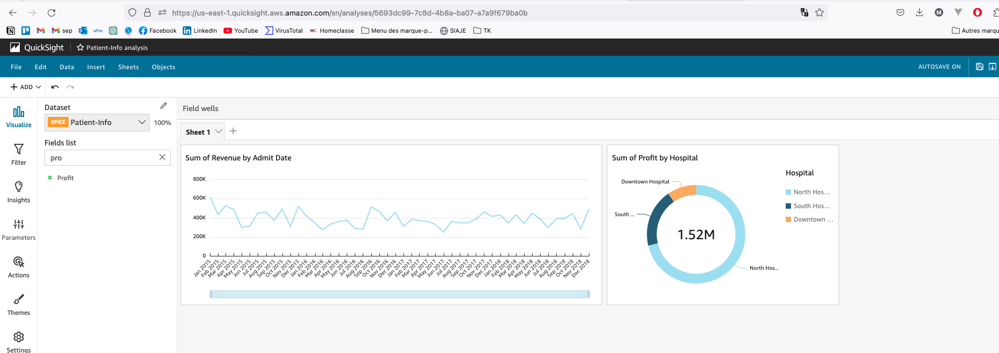 https://us-east-1.quicksight.aws.amazon.com/sn/analyses/5693dc99-7c8d-4b8a-ba07-a7a9f679ba0b
sep efrei Facebook LinkedIn YouTube VirusTotal HC Homeclasse Menu des marque-p... SIAJE TK Autres marqu
QuickSight Patient-Info analysis
File Edit Data Insert Sheets Objects AUTOSAVE ON
ADD
Visualize
Filter
Insights
Parameters
Actions
Themes
Settings
Dataset
SPICE Patient-Info 100%
Fields list
pro
# Profit
Field wells
Sheet 1
Sum of Revenue by Admit Date
800K
600K
400K
200K
0
Jan 2015
Feb 2015
Mar 2015
Apr 2015
May 2015
Jun 2015
Jul 2015
Aug 2015
Sep 2015
Oct 2015
Nov 2015
Dec 2015
Jan 2016
Feb 2016
Mar 2016
Apr 2016
May 2016
Jun 2016
Jul 2016
Aug 2016
Sep 2016
Oct 2016
Nov 2016
Dec 2016
Jan 2017
Feb 2017
Mar 2017
Apr 2017
May 2017
Jun 2017
Jul 2017
Aug 2017
Sep 2017
Oct 2017
Nov 2017
Dec 2017
Jan 2018
Feb 2018
Mar 2018
Apr 2018
May 2018
Jun 2018
Jul 2018
Aug 2018
Sep 2018
Oct 2018
Nov 2018
Dec 2018
Sum of Profit by Hospital
Downtown Hospital
South ...
1.52M
North Hos...
Hospital
North Hos...
South Hos...
Downtown ...